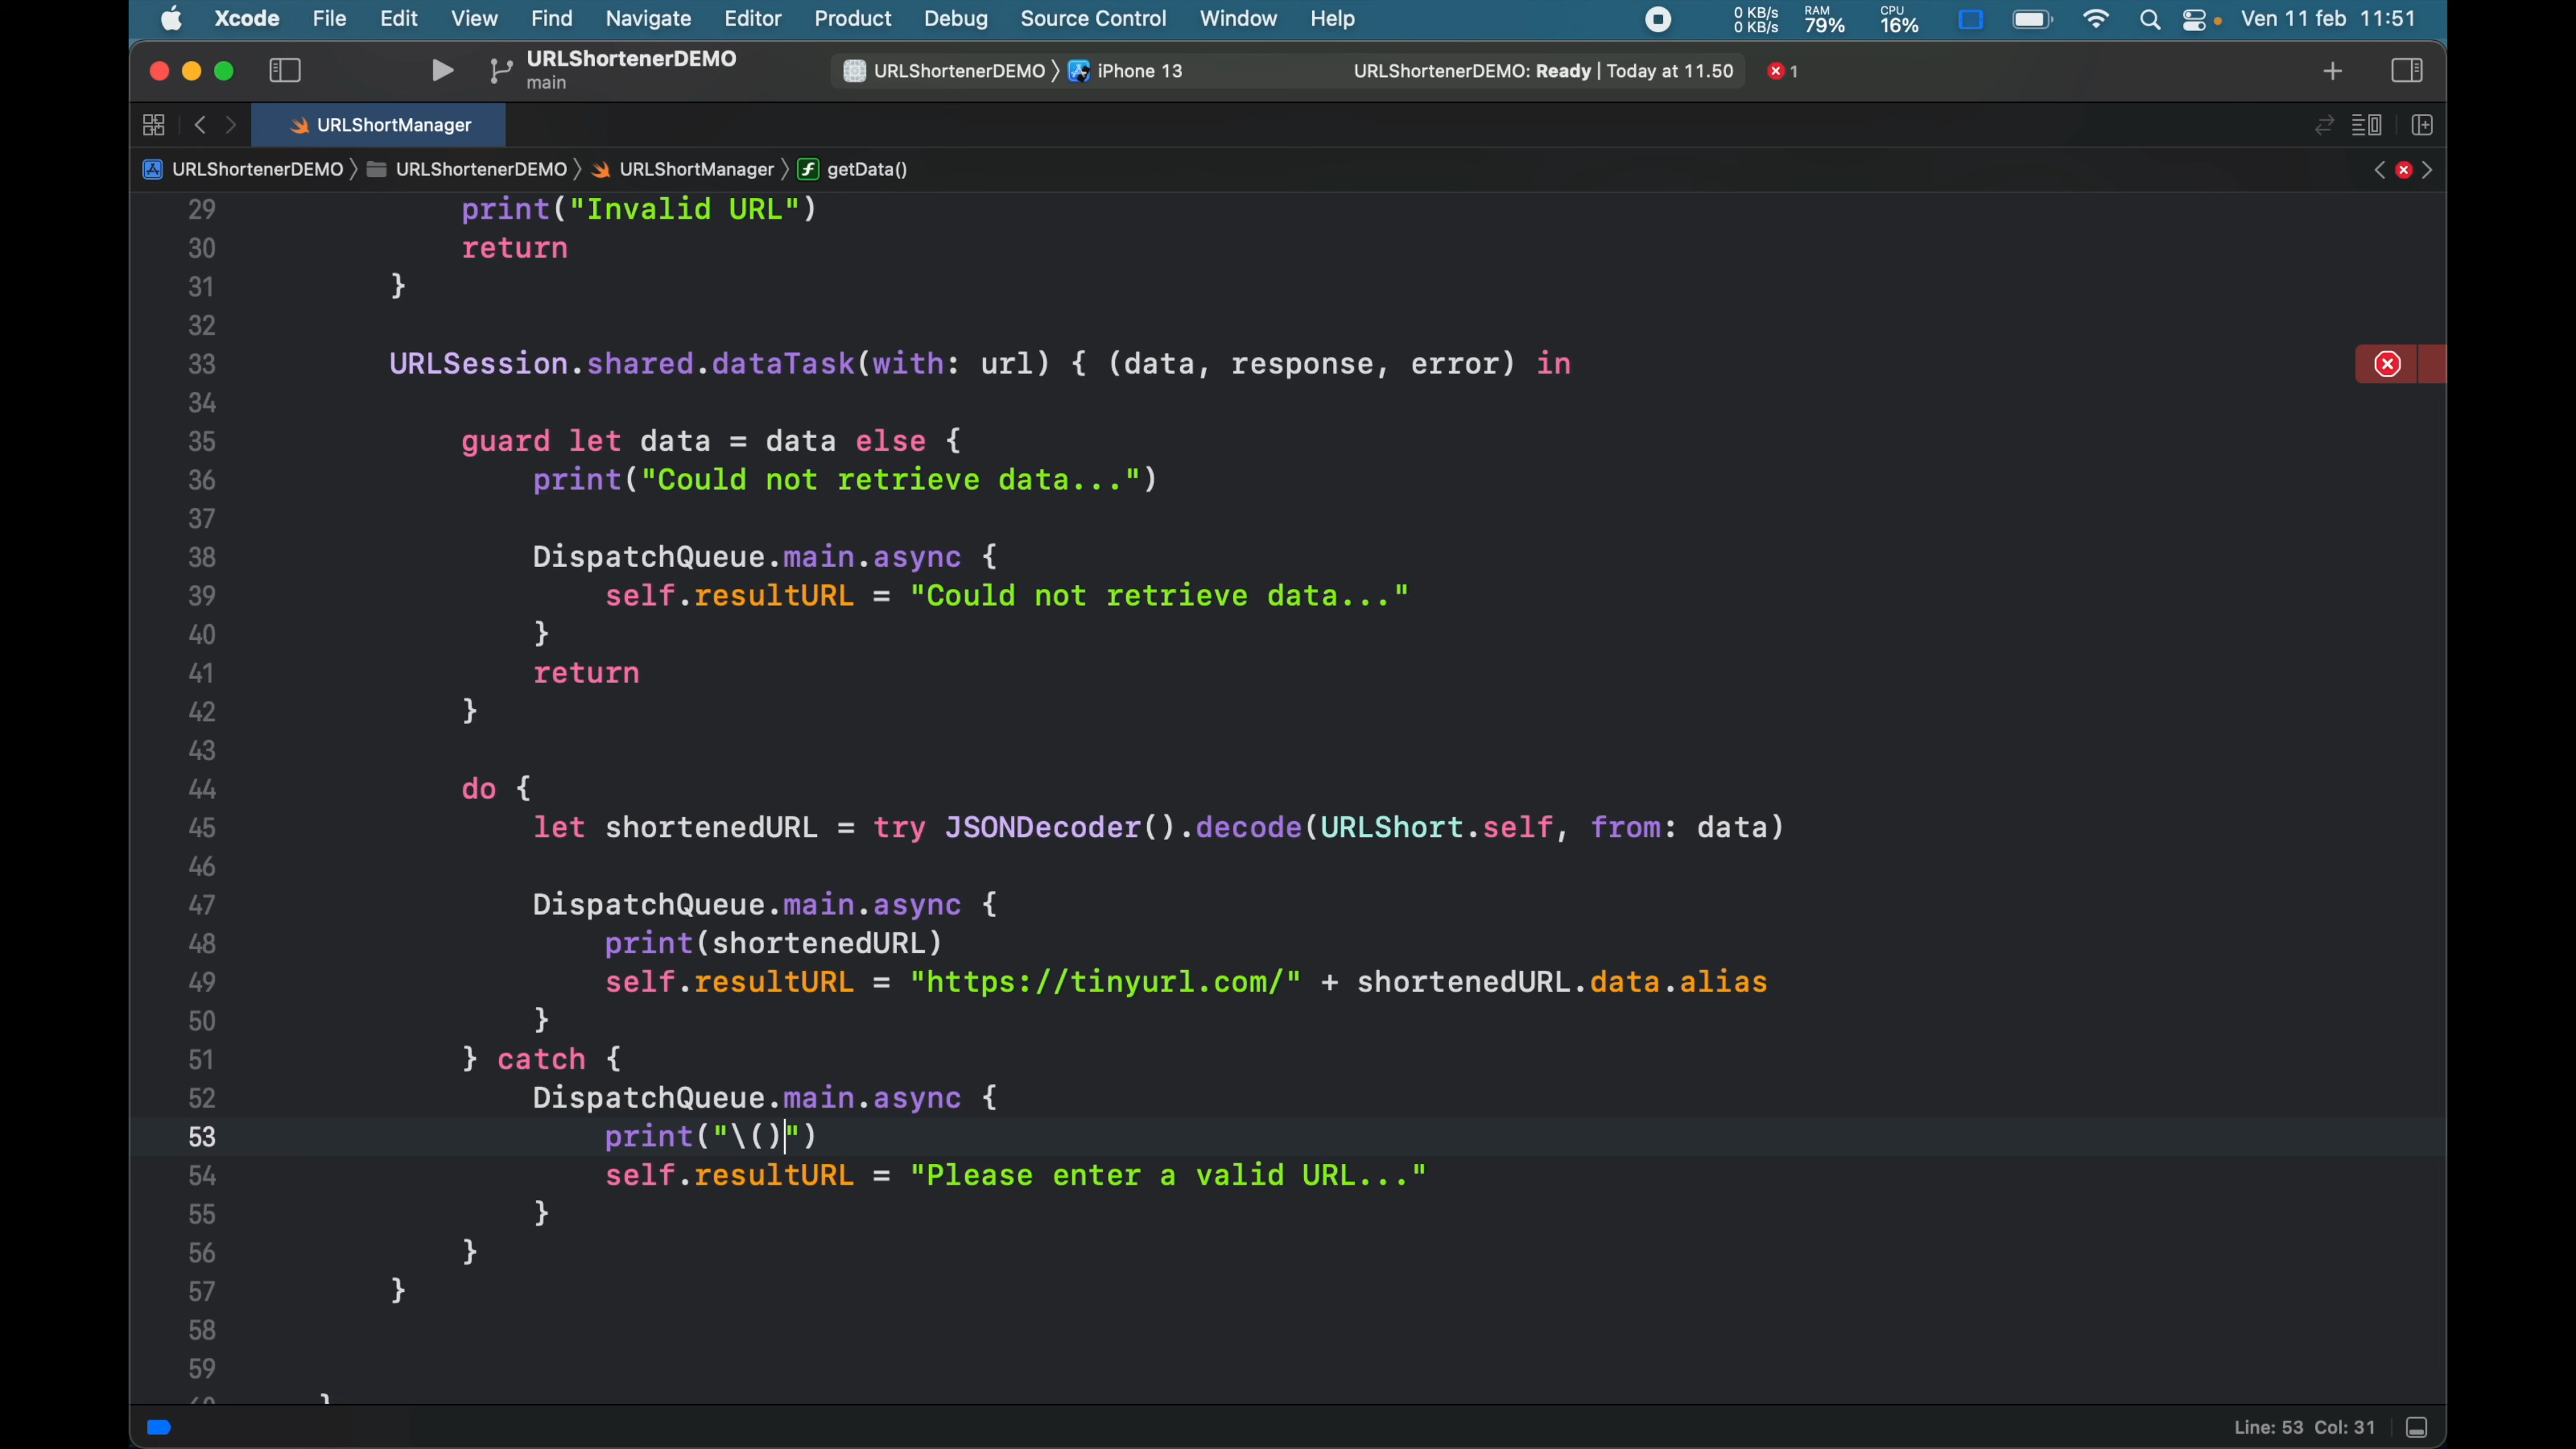 Xcode File Edit View Find Navigate Editor Product Debug Source Control Window Help 0 KB/s 0 KB/s RAM 79% CPU 16% Ven 11 feb 11:51
URLShortenerDEMO
main
URLShortenerDEMO iPhone 13 URLShortenerDEMO: Ready | Today at 11.50 1
URLShortManager
URLShortenerDEMO URLShortenerDEMO URLShortManager getData()
29 print("Invalid URL")
30 return
31 }
32
33 URLSession.shared.dataTask(with: url) { (data, response, error) in
34
35 guard let data = data else {
36 print("Could not retrieve data...")
37
38 DispatchQueue.main.async {
39 self.resultURL = "Could not retrieve data..."
40 }
41 return
42 }
43
44 do {
45 let shortenedURL = try JSONDecoder().decode(URLShort.self, from: data)
46
47 DispatchQueue.main.async {
48 print(shortenedURL)
49 self.resultURL = "https://tinyurl.com/" + shortenedURL.data.alias
50 }
51 } catch {
52 DispatchQueue.main.async {
53 print("\()")
54 self.resultURL = "Please enter a valid URL..."
55 }
56 }
57 }
58
59
Line: 53 Col: 31